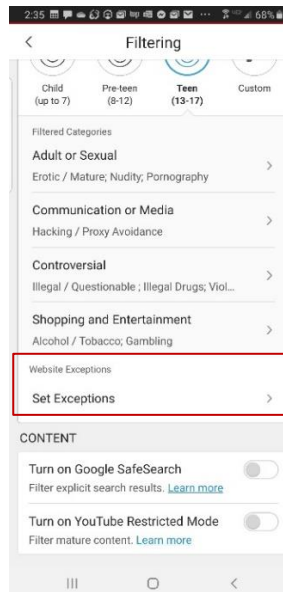 2:35
68%
Filtering
Child
(up to 7)
Pre-teen
(8-12)
Teen
(13-17)
Custom
Filtered Categories
Adult or Sexual
Erotic / Mature; Nudity; Pornography
Communication or Media
Hacking / Proxy Avoidance
Controversial
Illegal / Questionable ; Illegal Drugs; Viol...
Shopping and Entertainment
Alcohol / Tobacco; Gambling
Website Exceptions
Set Exceptions
CONTENT
Turn on Google SafeSearch
Filter explicit search results. Learn more
Turn on YouTube Restricted Mode
Filter mature content. Learn more